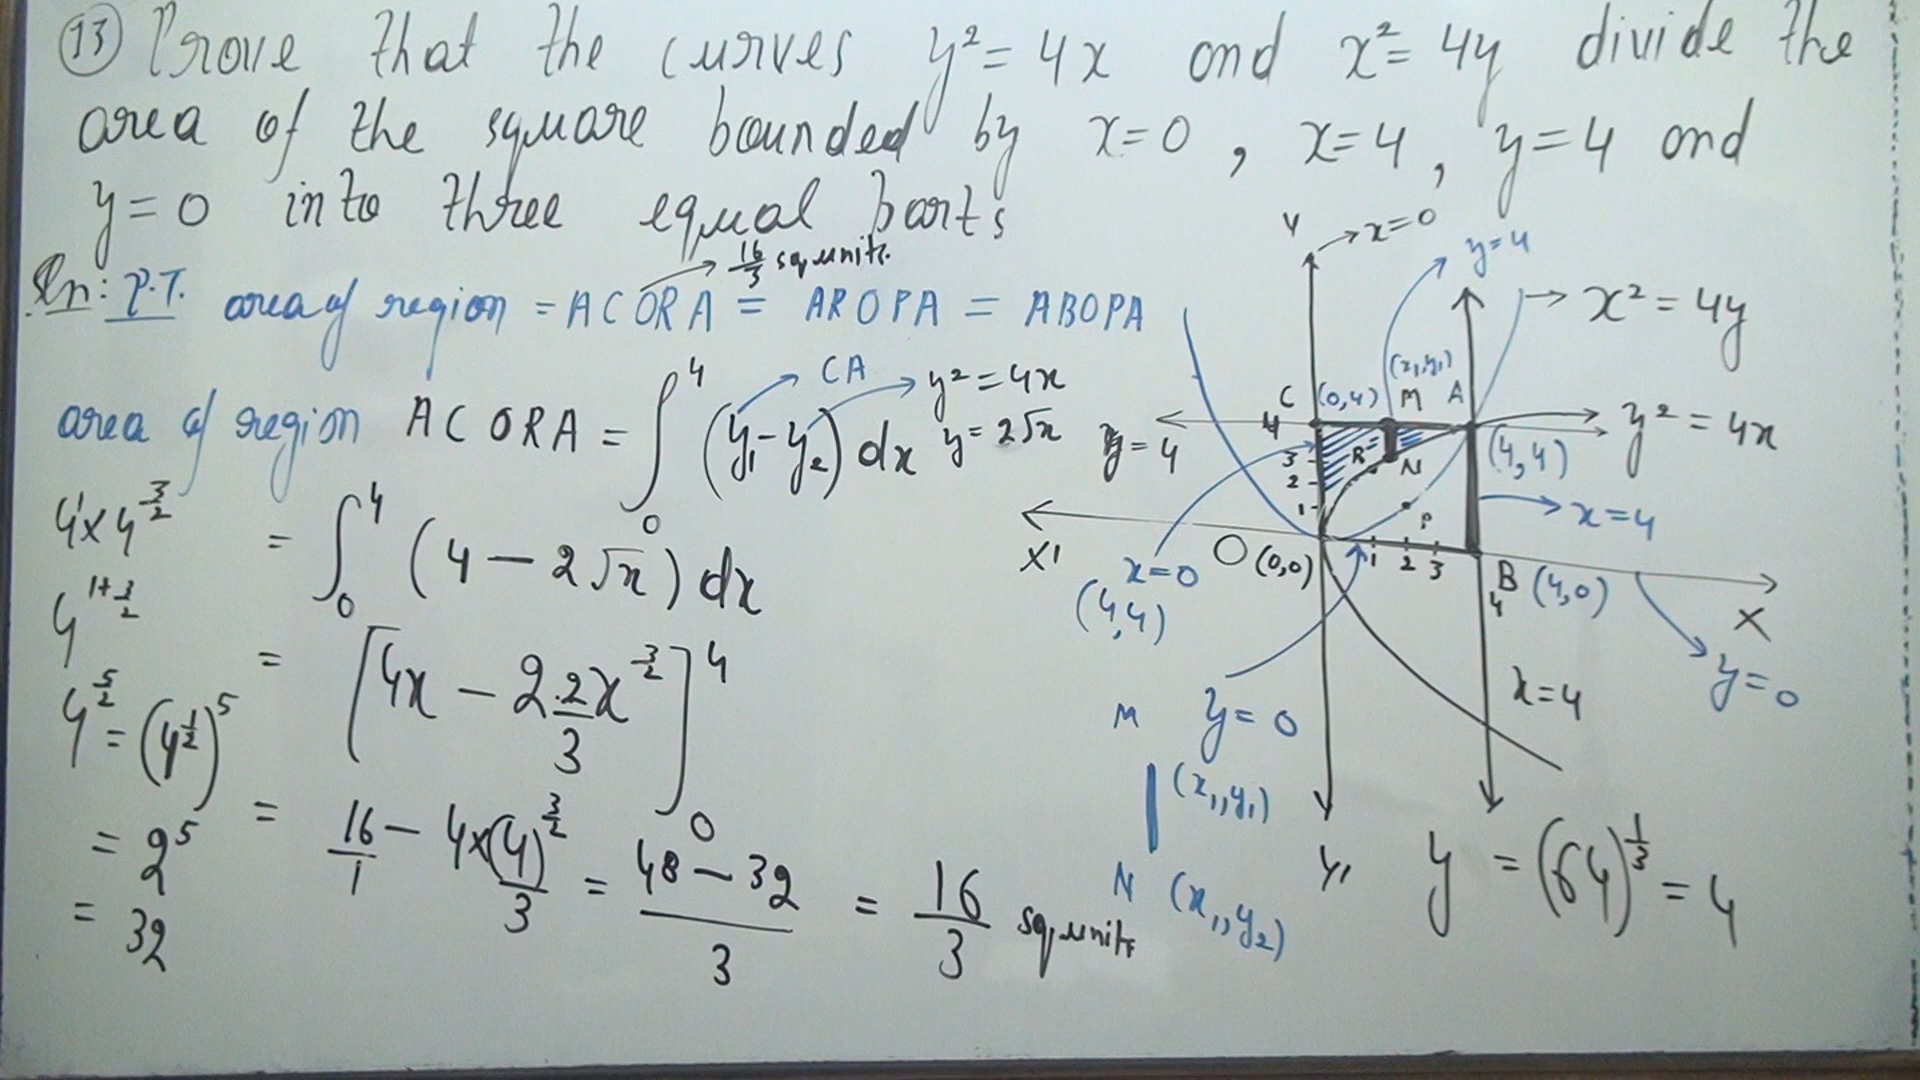 ⑬ Prove that the curves y² = 4x and x² = 4y divide the
area of the square bounded by x=0, x=4, y=4 and
y=0 into three equal parts
Sn: P.T. area of region = ACORA = AROPA = ABOPA
→ 16/3 sq units.
area of region ACORA = ∫₀⁴ (y₁-y₂) dx
CA
y² = 4x
y = 2√x
= ∫₀⁴ (4 - 2√x) dx
= [4x - 2·2/3 x^(3/2)]₀⁴
= 16/1 - 4×(4)^(3/2)/3 = (48 - 32)/3 = 16/3 sq units
4¹×4^(3/2)
4^(1+3/2)
4^(5/2) = (4^(1/2))⁵
= 2⁵
= 32
Y → x=0
y=4
→ x² = 4y
(x₁,y₁)
C (0,4) M A
4
y² = 4x
y=4
3 R N (4,4)
2
1 P → x=4
X' O (0,0) 1 2 3 B (4,0)
4
X
x=0
(4,4)
y=0
x=4
y=0
M
(x₁,y₁)
N (x₁,y₂)
Y'
y = (64)^(1/3) = 4